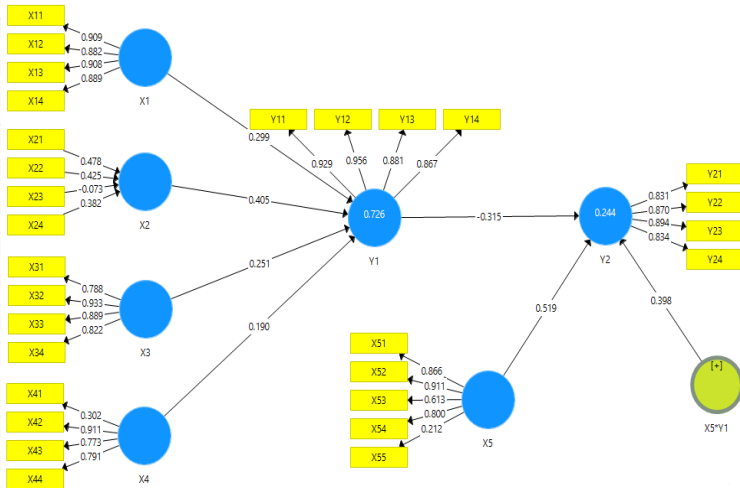 X11
X12
X13
X14
0.909
0.882
0.908
0.889
X1
X21
X22
X23
X24
0.478
0.425
-0.073
0.382
X2
X31
X32
X33
X34
0.788
0.933
0.889
0.822
X3
X41
X42
X43
X44
0.302
0.911
0.773
0.791
X4
0.299
0.405
0.251
0.190
Y11
Y12
Y13
Y14
0.929
0.956
0.881
0.867
0.726
Y1
-0.315
0.244
Y2
0.831
0.870
0.894
0.834
Y21
Y22
Y23
Y24
0.519
0.398
X51
X52
X53
X54
X55
0.866
0.911
0.613
0.800
0.212
X5
[+]
X5*Y1